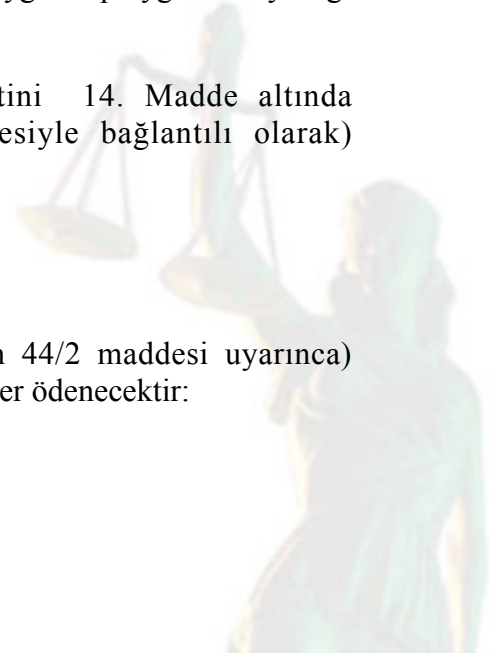 tini 14. Madde altında
esiyle bağlantılı olarak)
44/2 maddesi uyarınca)
er ödenecektir: